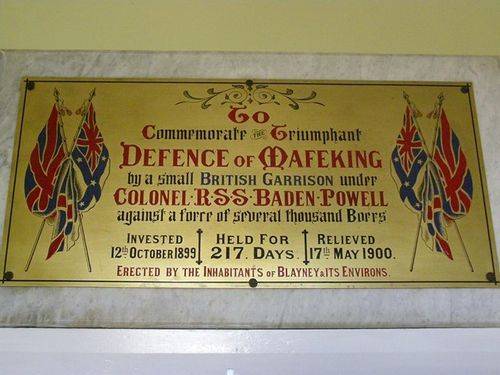 To
Commemorate the Triumphant
DEFENCE OF MAFEKING
by a small BRITISH GARRISON under
COLONEL·R·S·S·BADEN·POWELL
against a force of several thousand Boers
INVESTED HELD FOR RELIEVED
12th OCTOBER 1899 217. DAYS. 17th MAY 1900.
ERECTED BY THE INHABITANTS OF BLAYNEY & ITS ENVIRONS.